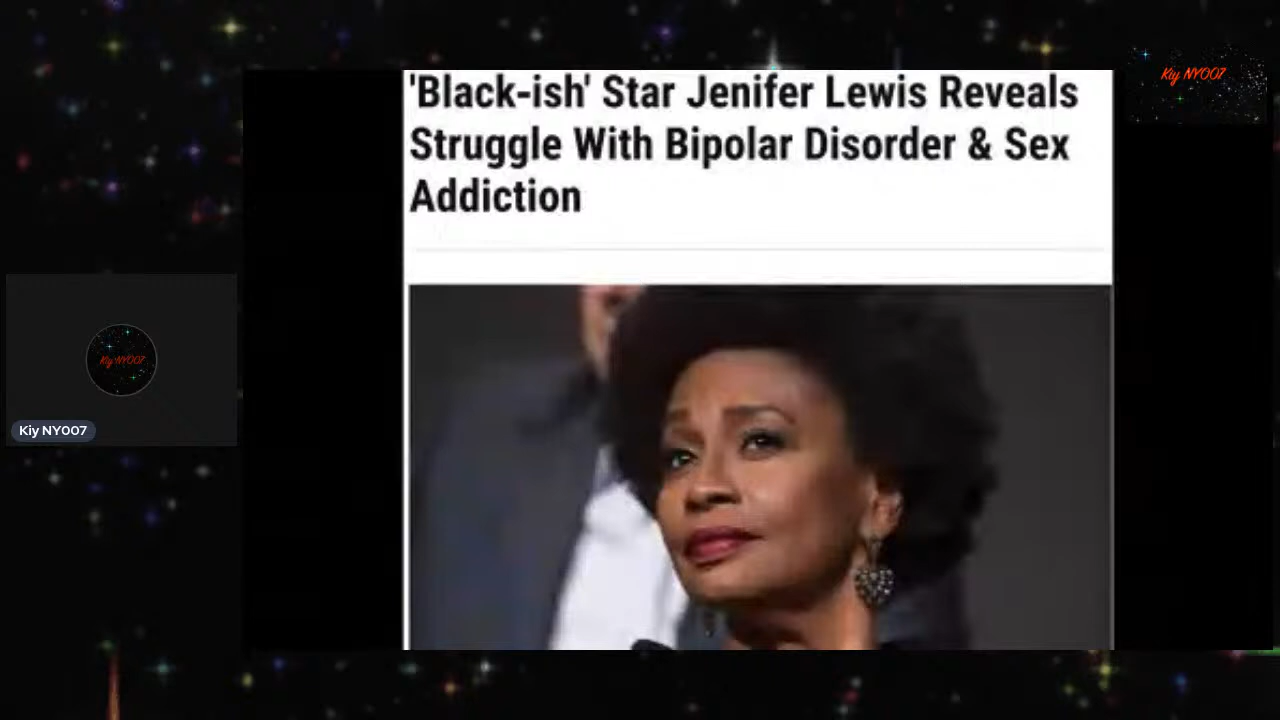 'Black-ish' Star Jenifer Lewis Reveals
Struggle With Bipolar Disorder & Sex
Addiction
Kiy NY007
Kiy NY007
Kiy NY007